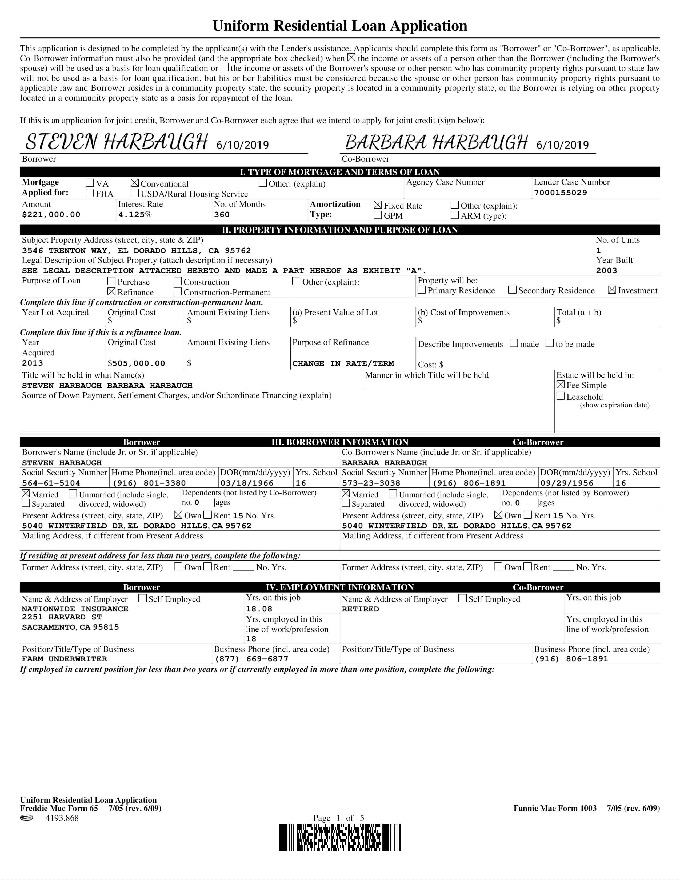 Uniform Residential Loan Application
This application is designed to be completed by the applicant(s) with the Lender's assistance. Applicants should complete this form as "Borrower" or "Co-Borrower", as applicable.
Co-Borrower information must also be provided (and the appropriate box checked) when ☒ the income or assets of a person other than the Borrower (including the Borrower's
spouse) will be used as a basis for loan qualification or ☐ the income or assets of the Borrower's spouse or other person who has community property rights pursuant to state law
will not be used as a basis for loan qualification, but his or her liabilities must be considered because the spouse or other person has community property rights pursuant to
applicable law and Borrower resides in a community property state, the security property is located in a community property state, or the Borrower is relying on other property
located in a community property state as a basis for repayment of the loan.
If this is an application for joint credit, Borrower and Co-Borrower each agree that we intend to apply for joint credit (sign below):
STEVEN HARBAUGH 6/10/2019 BARBARA HARBAUGH 6/10/2019
Borrower Co-Borrower
I. TYPE OF MORTGAGE AND TERMS OF LOAN
Mortgage ☐ VA ☒ Conventional ☐ Other: (explain) Agency Case Number Lender Case Number
Applied for: ☐ FHA ☐ USDA/Rural Housing Service 7000155029
Amount Interest Rate No. of Months Amortization ☒ Fixed Rate ☐ Other (explain):
$221,000.00 4.125% 360 Type: ☐ GPM ☐ ARM (type):
II. PROPERTY INFORMATION AND PURPOSE OF LOAN
Subject Property Address (street, city, state & ZIP) No. of Units
3546 TRENTON WAY, EL DORADO HILLS, CA 95762 1
Legal Description of Subject Property (attach description if necessary) Year Built
SEE LEGAL DESCRIPTION ATTACHED HERETO AND MADE A PART HEREOF AS EXHIBIT "A". 2003
Purpose of Loan ☐ Purchase ☐ Construction ☐ Other (explain): Property will be:
☒ Refinance ☐ Construction-Permanent ☐ Primary Residence ☐ Secondary Residence ☒ Investment
Complete this line if construction or construction-permanent loan.
Year Lot Acquired Original Cost Amount Existing Liens (a) Present Value of Lot (b) Cost of Improvements Total (a + b)
$ $ $ $ $
Complete this line if this is a refinance loan.
Year Original Cost Amount Existing Liens Purpose of Refinance Describe Improvements ☐ made ☐ to be made
Acquired
2013 $505,000.00 $ CHANGE IN RATE/TERM Cost: $
Title will be held in what Name(s) Manner in which Title will be held Estate will be held in:
STEVEN HARBAUGH BARBARA HARBAUGH ☒ Fee Simple
Source of Down Payment, Settlement Charges, and/or Subordinate Financing (explain) ☐ Leasehold
(show expiration date)
Borrower III. BORROWER INFORMATION Co-Borrower
Borrower's Name (include Jr. or Sr. if applicable) Co-Borrower's Name (include Jr. or Sr. if applicable)
STEVEN HARBAUGH BARBARA HARBAUGH
Social Security Number Home Phone(incl. area code) DOB(mm/dd/yyyy) Yrs. School Social Security Number Home Phone(incl. area code) DOB(mm/dd/yyyy) Yrs. School
564-61-5104 (916) 801-3380 03/18/1966 16 573-23-3038 (916) 806-1891 09/29/1956 16
☒ Married ☐ Unmarried (include single, Dependents (not listed by Co-Borrower) ☒ Married ☐ Unmarried (include single, Dependents (not listed by Borrower)
☐ Separated divorced, widowed) no. 0 ages ☐ Separated divorced, widowed) no. 0 ages
Present Address (street, city, state, ZIP) ☒ Own ☐ Rent 15 No. Yrs. Present Address (street, city, state, ZIP) ☒ Own ☐ Rent 15 No. Yrs.
5040 WINTERFIELD DR, EL DORADO HILLS, CA 95762 5040 WINTERFIELD DR, EL DORADO HILLS, CA 95762
Mailing Address, if different from Present Address Mailing Address, if different from Present Address
If residing at present address for less than two years, complete the following:
Former Address (street, city, state, ZIP) ☐ Own ☐ Rent ____ No. Yrs. Former Address (street, city, state, ZIP) ☐ Own ☐ Rent ____ No. Yrs.
Borrower IV. EMPLOYMENT INFORMATION Co-Borrower
Name & Address of Employer ☐ Self Employed Yrs. on this job Name & Address of Employer ☐ Self Employed Yrs. on this job
NATIONWIDE INSURANCE 18.08 RETIRED
2251 HARVARD ST Yrs. employed in this Yrs. employed in this
SACRAMENTO, CA 95815 line of work/profession line of work/profession
18
Position/Title/Type of Business Business Phone (incl. area code) Position/Title/Type of Business Business Phone (incl. area code)
FARM UNDERWRITER (877) 669-6877 (916) 806-1891
If employed in current position for less than two years or if currently employed in more than one position, complete the following:
Uniform Residential Loan Application
Freddie Mac Form 65 7/05 (rev. 6/09) Fannie Mae Form 1003 7/05 (rev. 6/09)
4193.868 Page 1 of 5